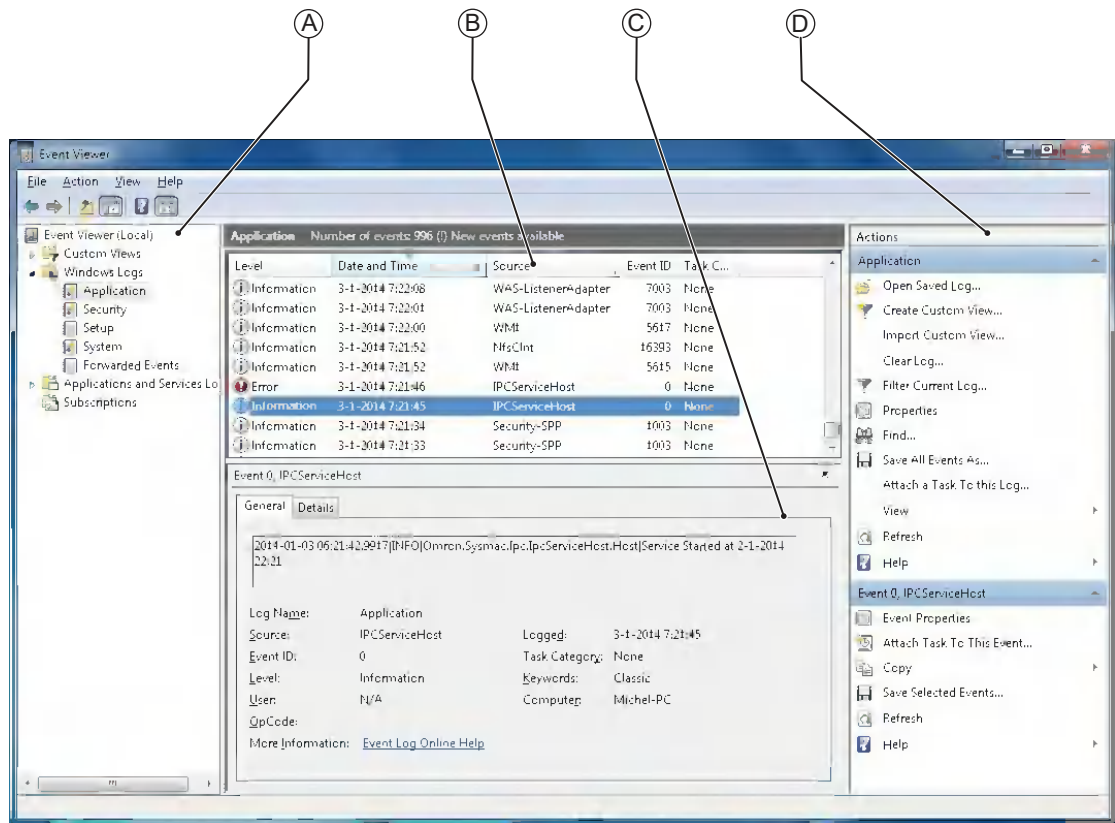 A B C D
Event Viewer
File Action View Help
Event Viewer (Local)
Custom Views
Windows Logs
Application
Security
Setup
System
Forwarded Events
Applications and Services Lo
Subscriptions
Application Number of events: 996 (!) New events available
Level Date and Time Source Event ID Task C...
Information 3-1-2014 7:22:08 WAS-ListenerAdapter 7003 None
Information 3-1-2014 7:22:01 WAS-ListenerAdapter 7003 None
Information 3-1-2014 7:22:00 WMI 5617 None
Information 3-1-2014 7:21:52 NfsClnt 16393 None
Information 3-1-2014 7:21:52 WMI 5615 None
Error 3-1-2014 7:21:46 IPCServiceHost 0 None
Information 3-1-2014 7:21:45 IPCServiceHost 0 None
Information 3-1-2014 7:21:34 Security-SPP 1003 None
Information 3-1-2014 7:21:33 Security-SPP 1003 None
Event 0, IPCServiceHost
General Details
2014-01-03 06:21:42.9917|INFO|Omron.Sysmac.Ipc.IpcServiceHost.Host|Service Started at 2-1-2014
22:21
Log Name: Application
Source: IPCServiceHost Logged: 3-1-2014 7:21:45
Event ID: 0 Task Category: None
Level: Information Keywords: Classic
User: N/A Computer: Michel-PC
OpCode:
More Information: Event Log Online Help
Actions
Application
Open Saved Log...
Create Custom View...
Import Custom View...
Clear Log...
Filter Current Log...
Properties
Find...
Save All Events As...
Attach a Task To this Log...
View
Refresh
Help
Event 0, IPCServiceHost
Event Properties
Attach Task To This Event...
Copy
Save Selected Events...
Refresh
Help